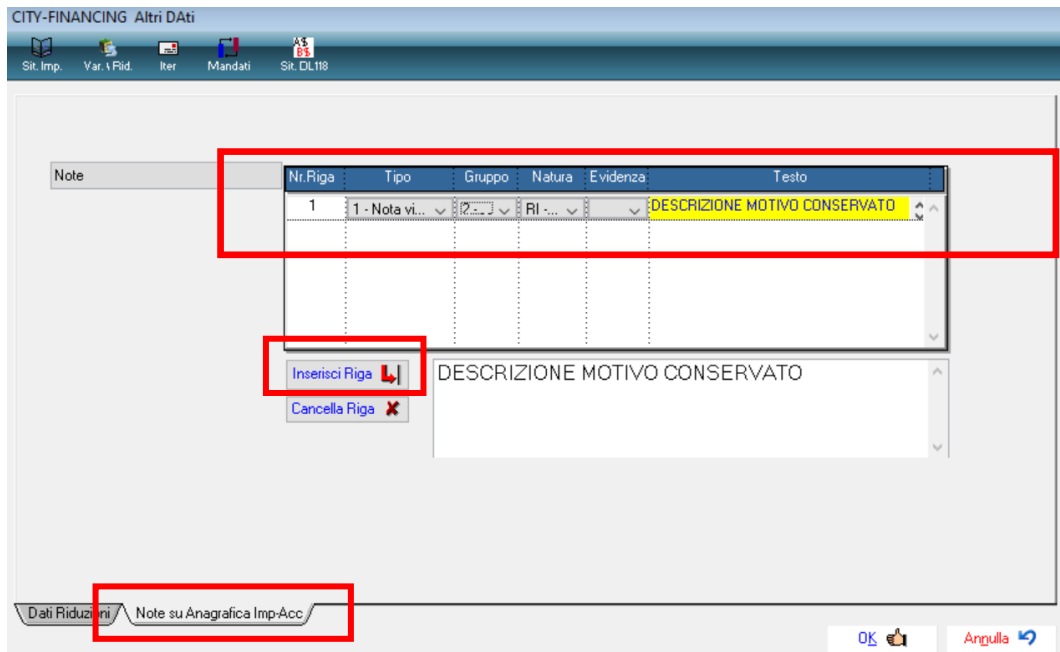 CITY-FINANCING Altri DAti
A$
B$
Sit. Imp. Var. \ Rid. Iter Mandati Sit. DL118
Note
Nr.Riga Tipo Gruppo Natura Evidenza Testo
1 1 - Nota vi... 2 -... RI -... DESCRIZIONE MOTIVO CONSERVATO
Inserisci Riga DESCRIZIONE MOTIVO CONSERVATO
Cancella Riga
Dati Riduzioni Note su Anagrafica Imp-Acc
OK Annulla